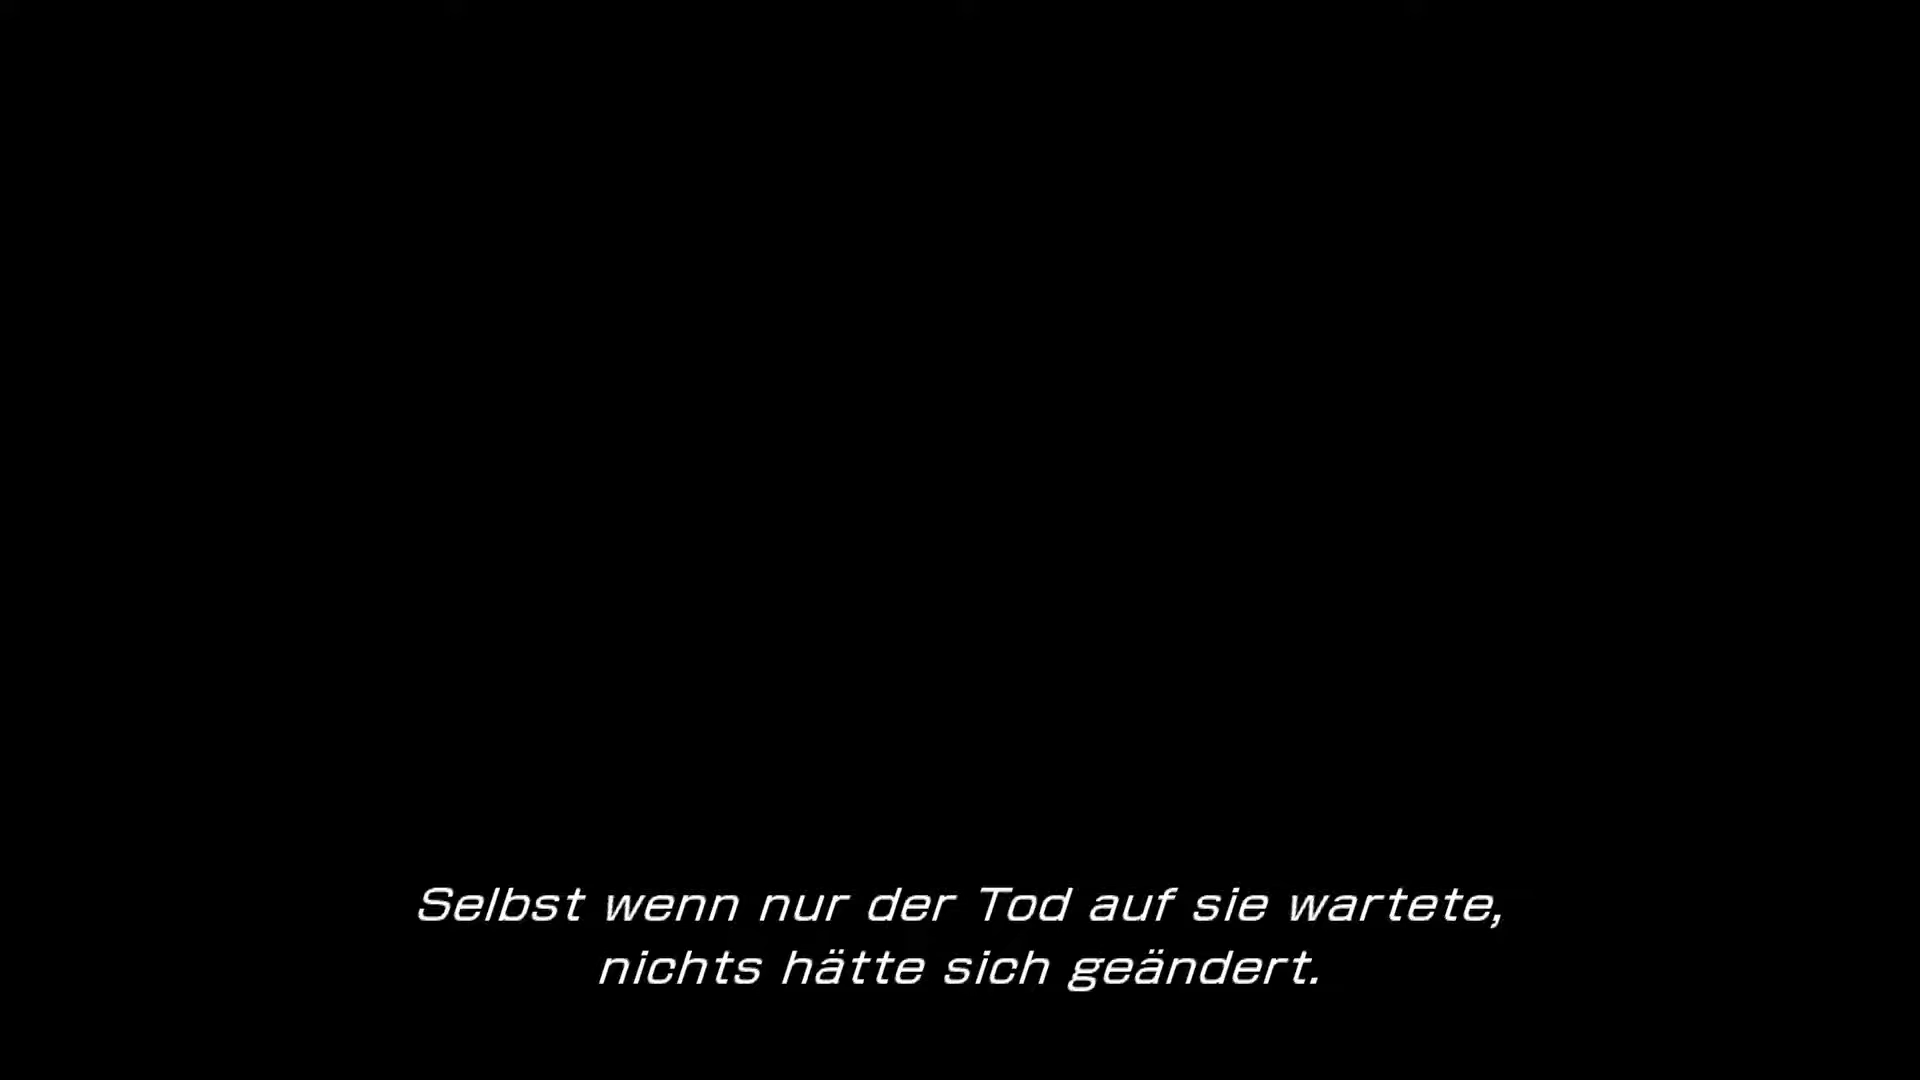 Selbst wenn nur der Tod auf sie wartete,
nichts hätte sich geändert.